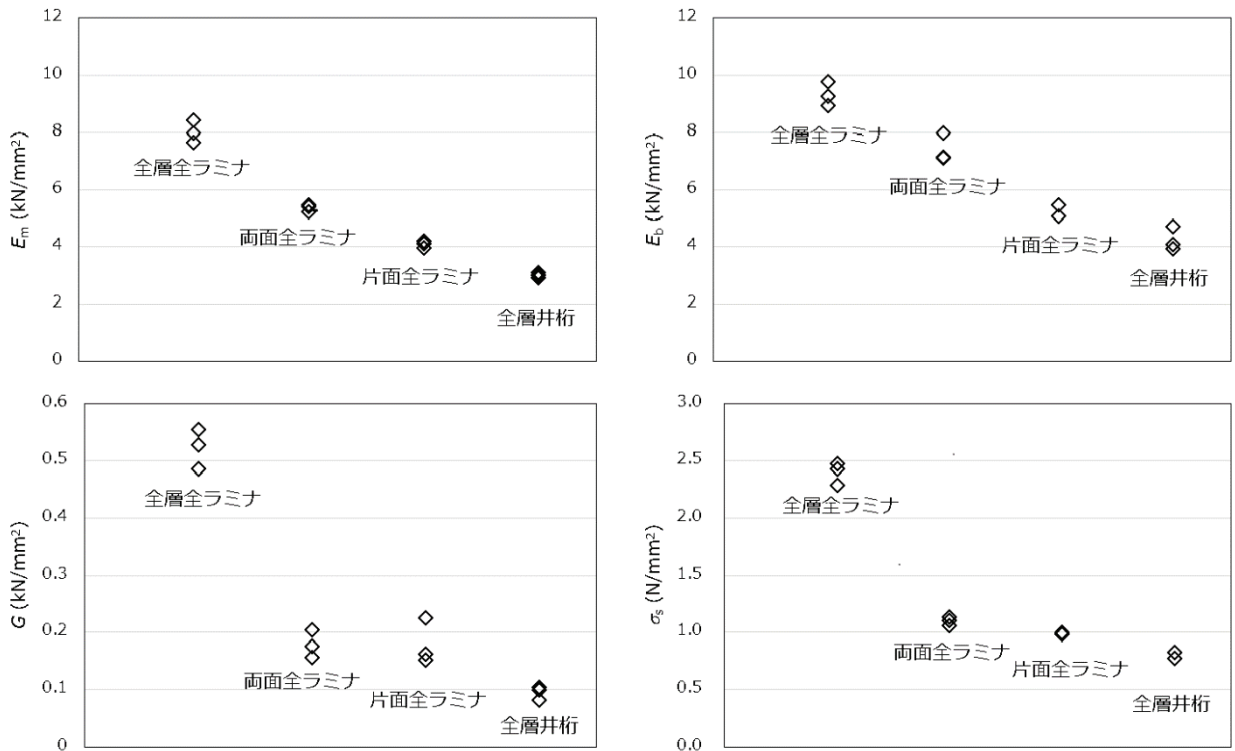 12
10
8
6
4
2
0
E_m (kN/mm²)
全層全ラミナ
両面全ラミナ
片面全ラミナ
全層井桁
12
10
8
6
4
2
0
E_b (kN/mm²)
全層全ラミナ
両面全ラミナ
片面全ラミナ
全層井桁
0.6
0.5
0.4
0.3
0.2
0.1
0
G (kN/mm²)
全層全ラミナ
両面全ラミナ
片面全ラミナ
全層井桁
3.0
2.5
2.0
1.5
1.0
0.5
0.0
σ_s (N/mm²)
全層全ラミナ
両面全ラミナ
片面全ラミナ
全層井桁